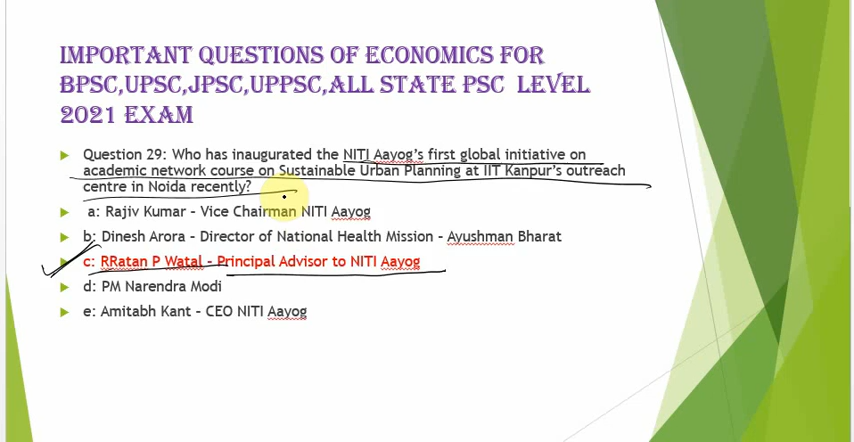 IMPORTANT QUESTIONS OF ECONOMICS FOR
BPSC,UPSC,JPSC,UPPSC,ALL STATE PSC LEVEL
2021 EXAM
Question 29: Who has inaugurated the NITI Aayog's first global initiative on
academic network course on Sustainable Urban Planning at IIT Kanpur's outreach
centre in Noida recently?
a: Rajiv Kumar – Vice Chairman NITI Aayog
b: Dinesh Arora – Director of National Health Mission – Ayushman Bharat
c: RRatan P Watal – Principal Advisor to NITI Aayog
d: PM Narendra Modi
e: Amitabh Kant – CEO NITI Aayog